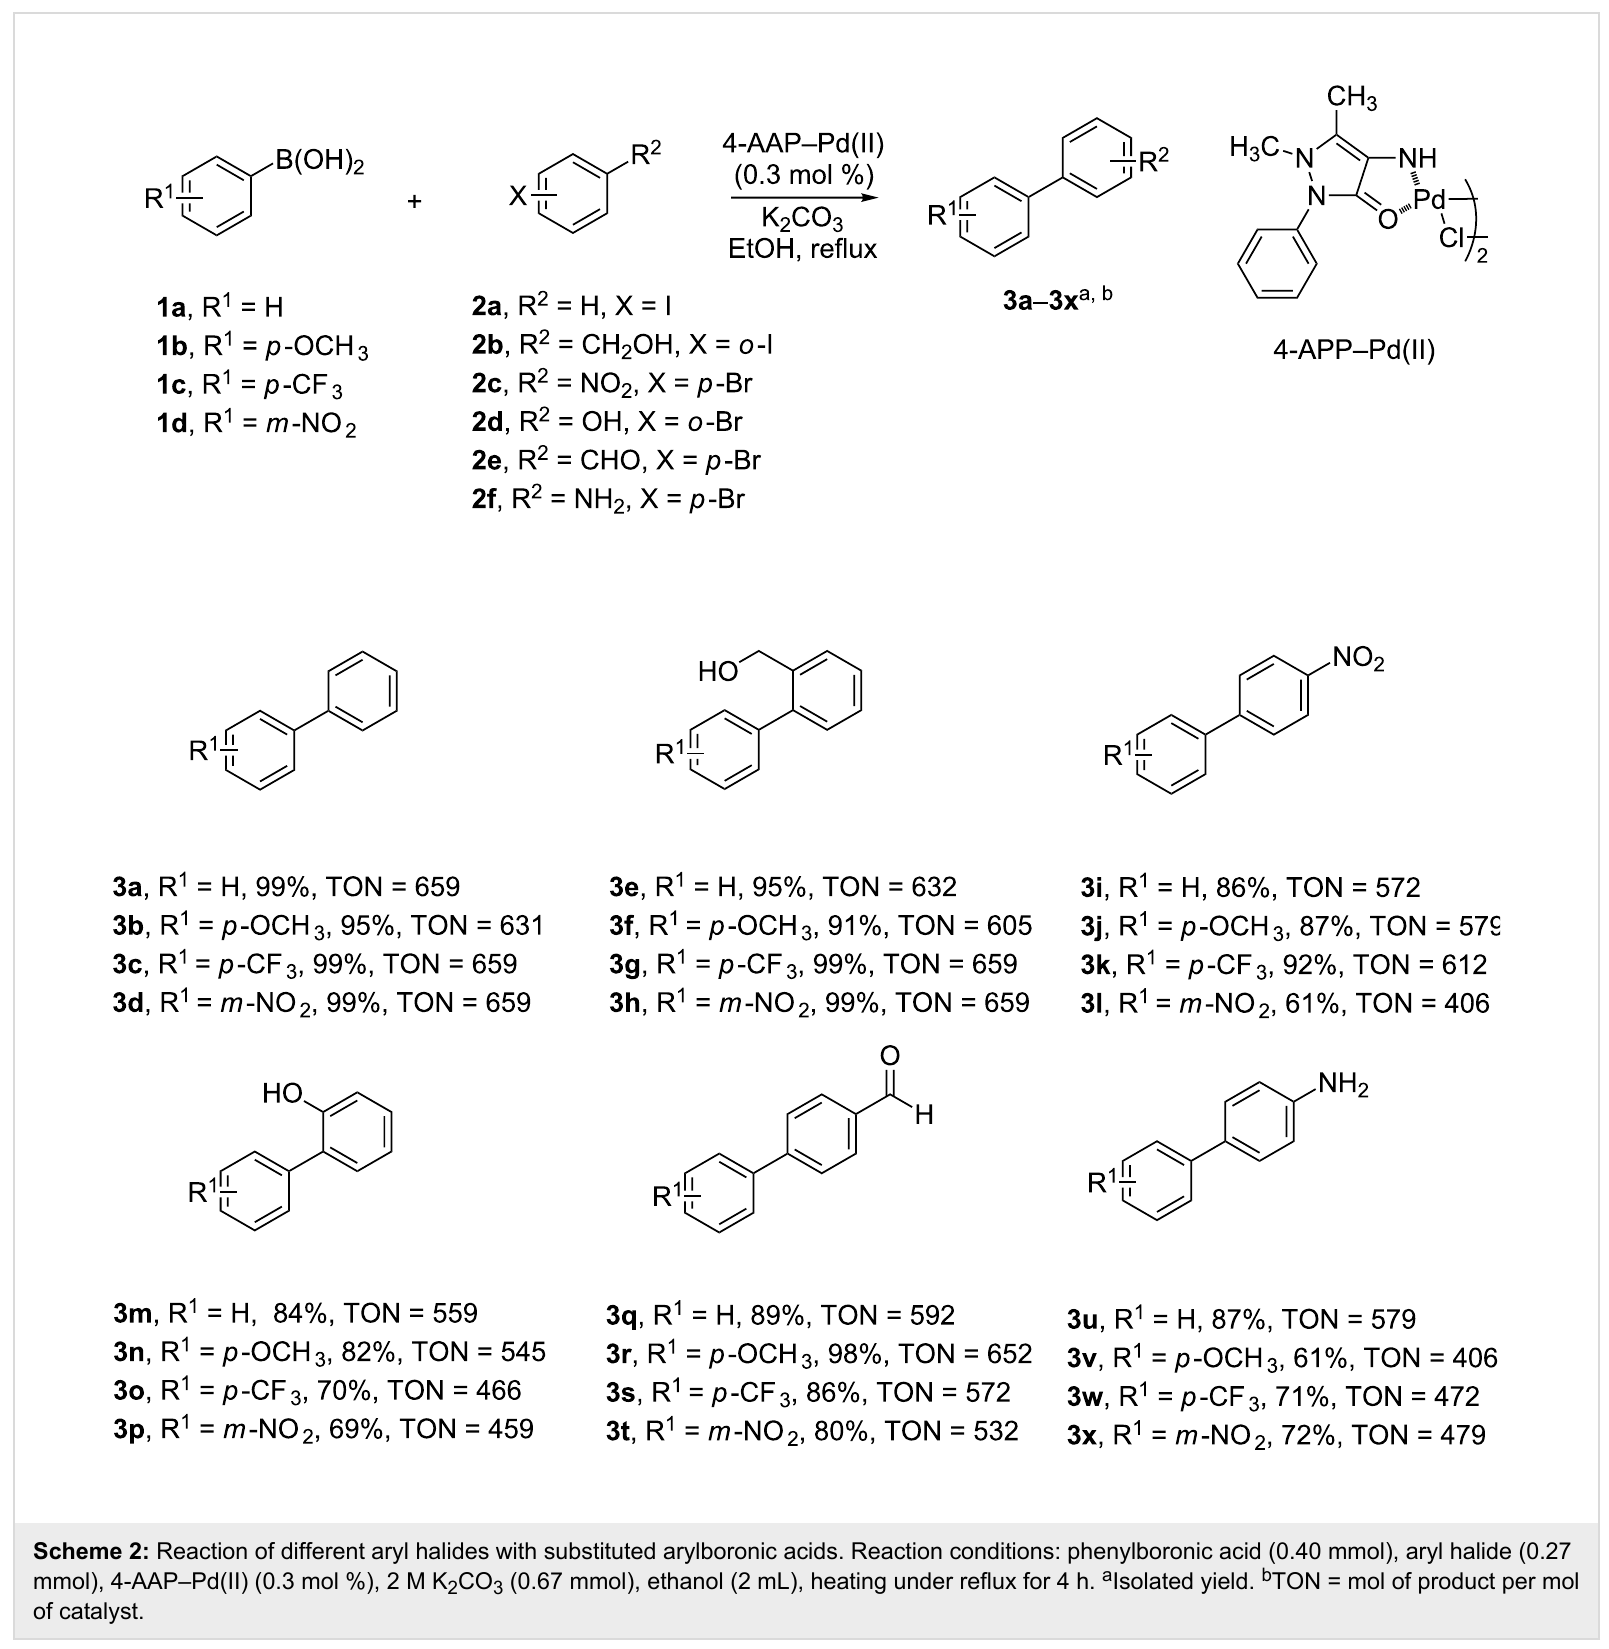 CH3
B(OH)2
R2
4-AAP–Pd(II)
(0.3 mol %)
R2
H3C
N
NH
R1
+
X
K2CO3
R1
N
O
Pd
EtOH, reflux
Cl
2
1a, R1 = H
2a, R2 = H, X = I
3a–3xa, b
1b, R1 = p-OCH3
2b, R2 = CH2OH, X = o-I
4-APP–Pd(II)
1c, R1 = p-CF3
2c, R2 = NO2, X = p-Br
1d, R1 = m-NO2
2d, R2 = OH, X = o-Br
2e, R2 = CHO, X = p-Br
2f, R2 = NH2, X = p-Br
R1
HO
R1
NO2
R1
3a, R1 = H, 99%, TON = 659
3b, R1 = p-OCH3, 95%, TON = 631
3c, R1 = p-CF3, 99%, TON = 659
3d, R1 = m-NO2, 99%, TON = 659
3e, R1 = H, 95%, TON = 632
3f, R1 = p-OCH3, 91%, TON = 605
3g, R1 = p-CF3, 99%, TON = 659
3h, R1 = m-NO2, 99%, TON = 659
3i, R1 = H, 86%, TON = 572
3j, R1 = p-OCH3, 87%, TON = 579
3k, R1 = p-CF3, 92%, TON = 612
3l, R1 = m-NO2, 61%, TON = 406
HO
R1
O
H
R1
NH2
R1
3m, R1 = H, 84%, TON = 559
3n, R1 = p-OCH3, 82%, TON = 545
3o, R1 = p-CF3, 70%, TON = 466
3p, R1 = m-NO2, 69%, TON = 459
3q, R1 = H, 89%, TON = 592
3r, R1 = p-OCH3, 98%, TON = 652
3s, R1 = p-CF3, 86%, TON = 572
3t, R1 = m-NO2, 80%, TON = 532
3u, R1 = H, 87%, TON = 579
3v, R1 = p-OCH3, 61%, TON = 406
3w, R1 = p-CF3, 71%, TON = 472
3x, R1 = m-NO2, 72%, TON = 479
Scheme 2: Reaction of different aryl halides with substituted arylboronic acids. Reaction conditions: phenylboronic acid (0.40 mmol), aryl halide (0.27
mmol), 4-AAP–Pd(II) (0.3 mol %), 2 M K2CO3 (0.67 mmol), ethanol (2 mL), heating under reflux for 4 h. aIsolated yield. bTON = mol of product per mol
of catalyst.